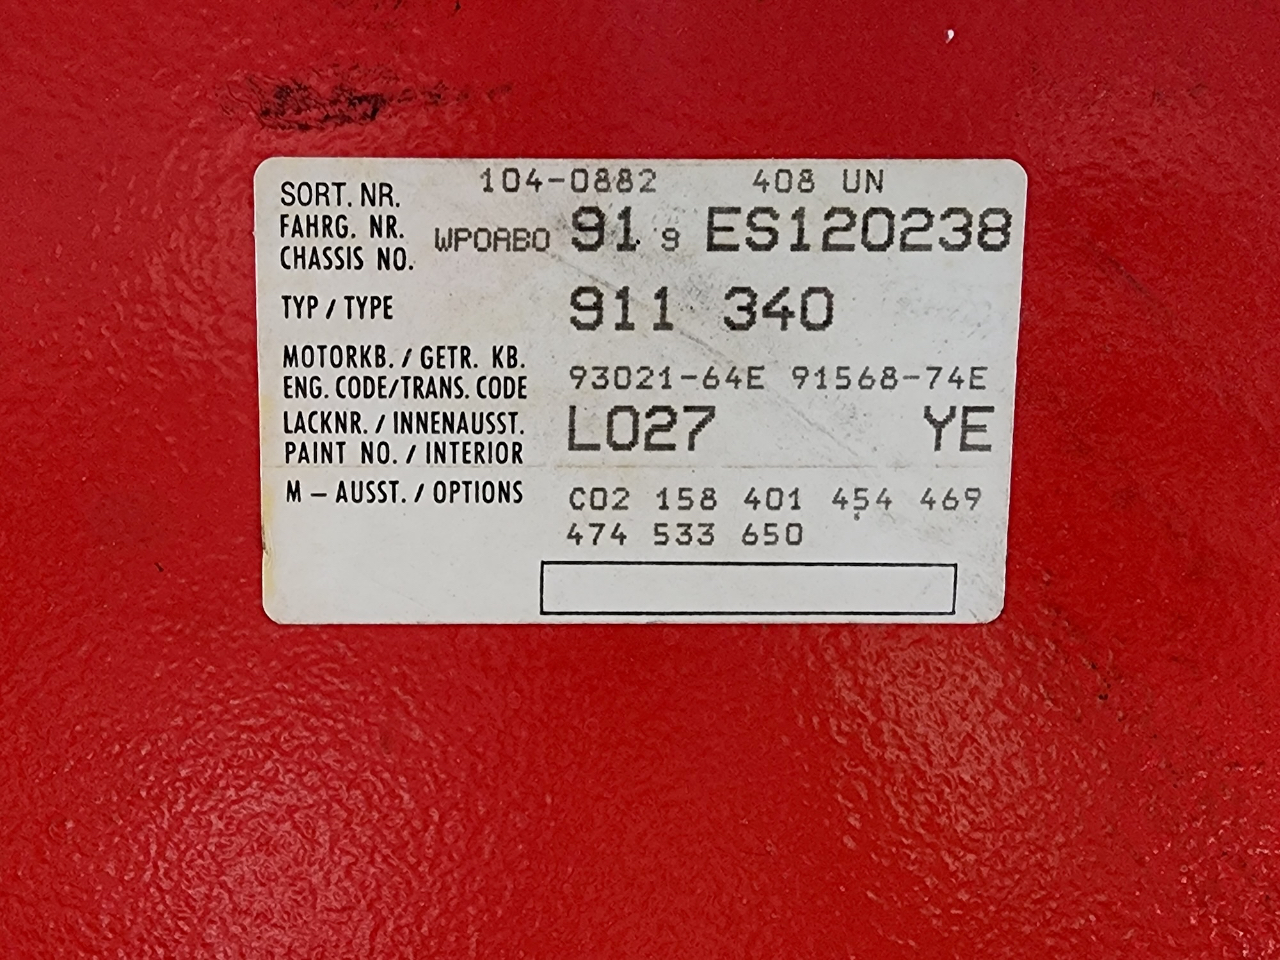 104-0882 408 UN
SORT. NR.
FAHRG. NR.
CHASSIS NO. WP0AB0 91 9 ES120238
TYP / TYPE 911 340
MOTORKB. / GETR. KB.
ENG. CODE/TRANS. CODE 93021-64E 91568-74E
LACKNR. / INNENAUSST. L027 YE
PAINT NO. / INTERIOR
M – AUSST. / OPTIONS C02 158 401 454 469
474 533 650